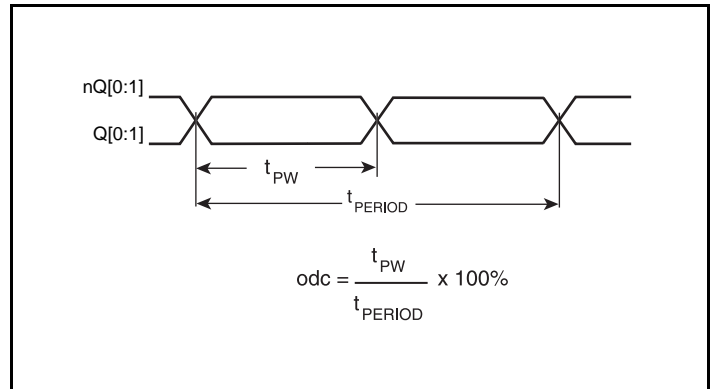 nQ[0:1]
Q[0:1]
tPW
tPERIOD
odc = tPW / tPERIOD x 100%